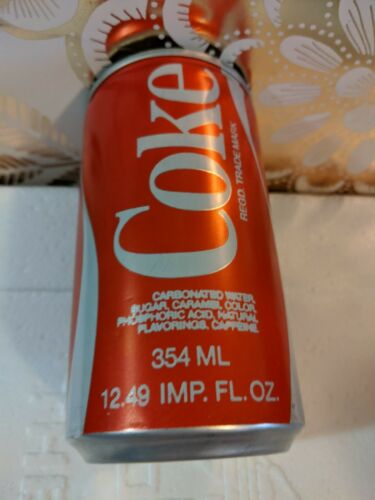 Coke
REGD. TRADE MARK
CARBONATED WATER,
SUGAR, CARAMEL COLOR,
PHOSPHORIC ACID, NATURAL
FLAVORINGS, CAFFEINE.
354 ML
12.49 IMP. FL. OZ.